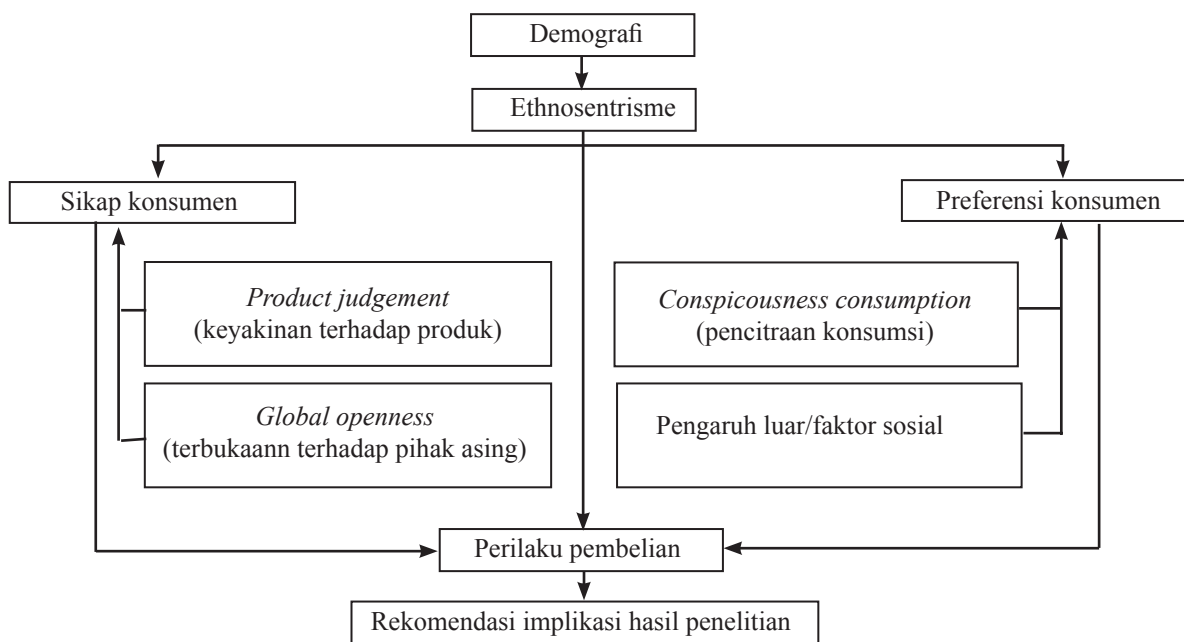 Demografi
Ethnosentrisme
Sikap konsumen
Preferensi konsumen
Product judgement
(keyakinan terhadap produk)
Conspicousness consumption
(pencitraan konsumsi)
Global openness
(terbukaann terhadap pihak asing)
Pengaruh luar/faktor sosial
Perilaku pembelian
Rekomendasi implikasi hasil penelitian